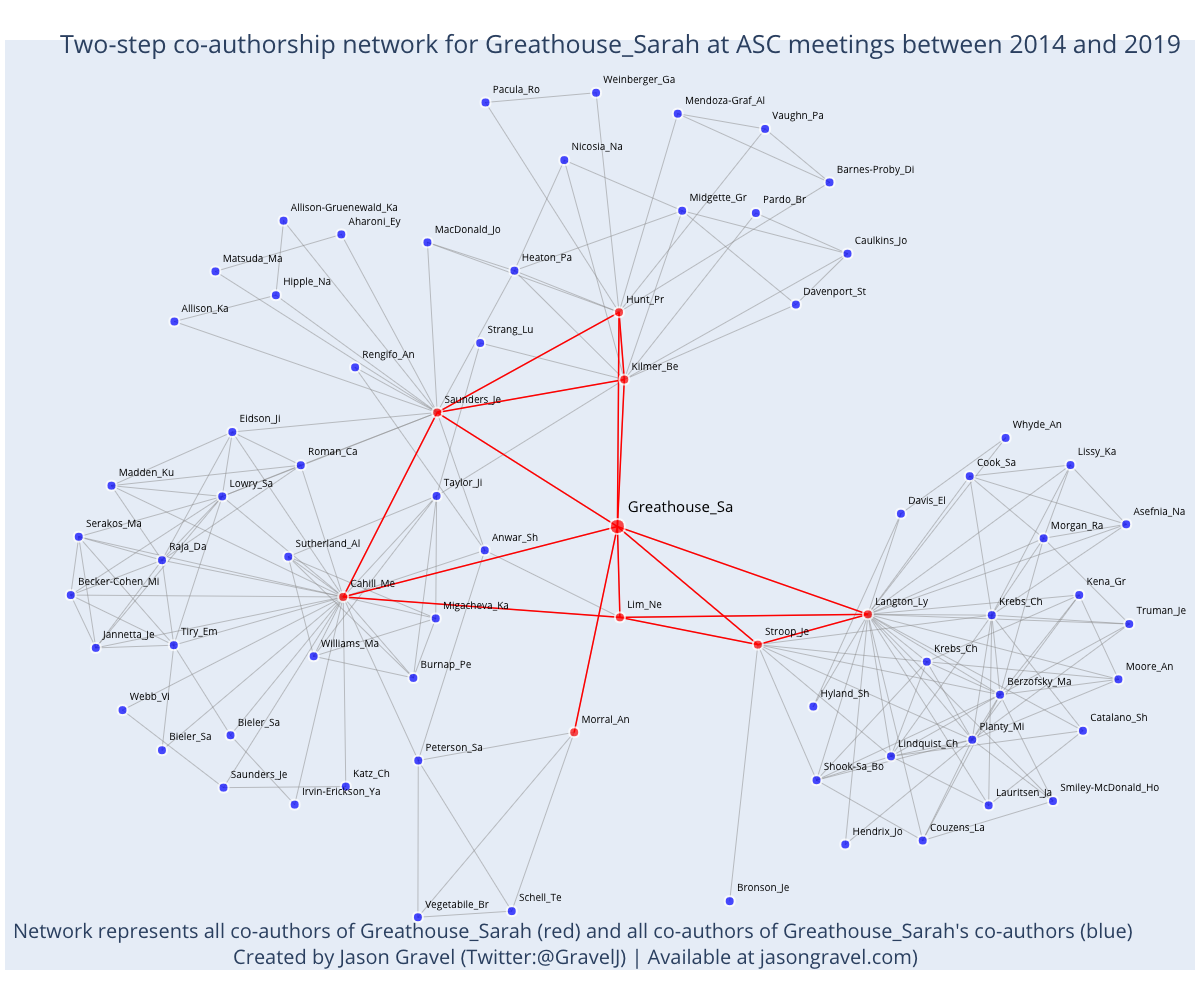 Two-step co-authorship network for Greathouse_Sarah at ASC meetings between 2014 and 2019
Weinberger_Ga
Pacula_Ro
Mendoza-Graf_Al
Vaughn_Pa
Nicosia_Na
Barnes-Proby_Di
Midgette_Gr
Pardo_Br
Allison-Gruenewald_Ka
Aharoni_Ey
MacDonald_Jo
Caulkins_Jo
Matsuda_Ma
Heaton_Pa
Hipple_Na
Davenport_St
Hunt_Pr
Allison_Ka
Strang_Lu
Rengifo_An
Kilmer_Be
Saunders_Je
Eidson_Ji
Whyde_An
Roman_Ca
Lissy_Ka
Cook_Sa
Madden_Ku
Lowry_Sa
Taylor_Ji
Davis_El
Greathouse_Sa
Asefnia_Na
Serakos_Ma
Morgan_Ra
Anwar_Sh
Sutherland_Al
Raja_Da
Becker-Cohen_Mi
Cahill_Me
Kena_Gr
Langton_Ly
Krebs_Ch
Lim_Ne
Migacheva_Ka
Truman_Je
Jannetta_Je
Tiry_Em
Stroop_Je
Williams_Ma
Krebs_Ch
Burnap_Pe
Moore_An
Berzofsky_Ma
Webb_Vi
Hyland_Sh
Morral_An
Catalano_Sh
Bieler_Sa
Planty_Mi
Bieler_Sa
Peterson_Sa
Lindquist_Ch
Shook-Sa_Bo
Saunders_Je
Katz_Ch
Irvin-Erickson_Ya
Lauritsen_Ja
Smiley-McDonald_Ho
Hendrix_Jo
Couzens_La
Bronson_Je
Schell_Te
Vegetabile_Br
Network represents all co-authors of Greathouse_Sarah (red) and all co-authors of Greathouse_Sarah's co-authors (blue)
Created by Jason Gravel (Twitter:@GravelJ) | Available at jasongravel.com)